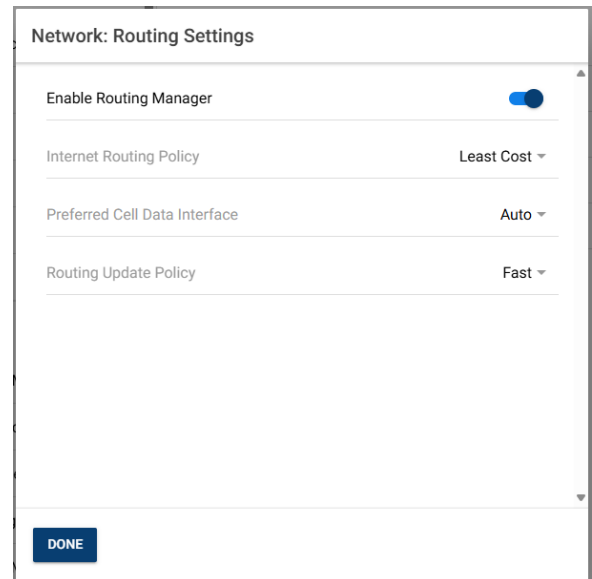 Network: Routing Settings
Enable Routing Manager
Internet Routing Policy Least Cost
Preferred Cell Data Interface Auto
Routing Update Policy Fast
DONE